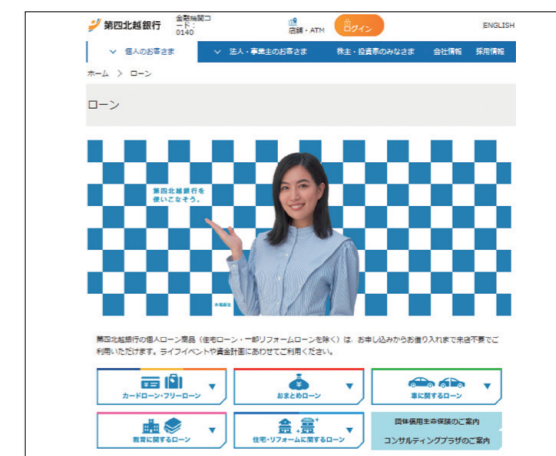 第四北越銀行
金融機関コ
ード：
0140
店舗・ATM
ログイン
ENGLISH
個人のお客さま
法人・事業主のお客さま
株主・投資家のみなさま
会社情報
採用情報
ホーム > ローン
ローン
第四北越銀行を
使いこなそう。
第四北越銀行の個人ローン商品（住宅ローン・一部リフォームローンを除く）は、お申し込みからお借り入れまで来店不要でご
利用いただけます。ライフイベントや資金計画にあわせてご利用ください。
カードローン・フリーローン
おまとめローン
車に関するローン
教育に関するローン
住宅・リフォームに関するローン
団体信用生命保険のご案内
コンサルティングプラザのご案内